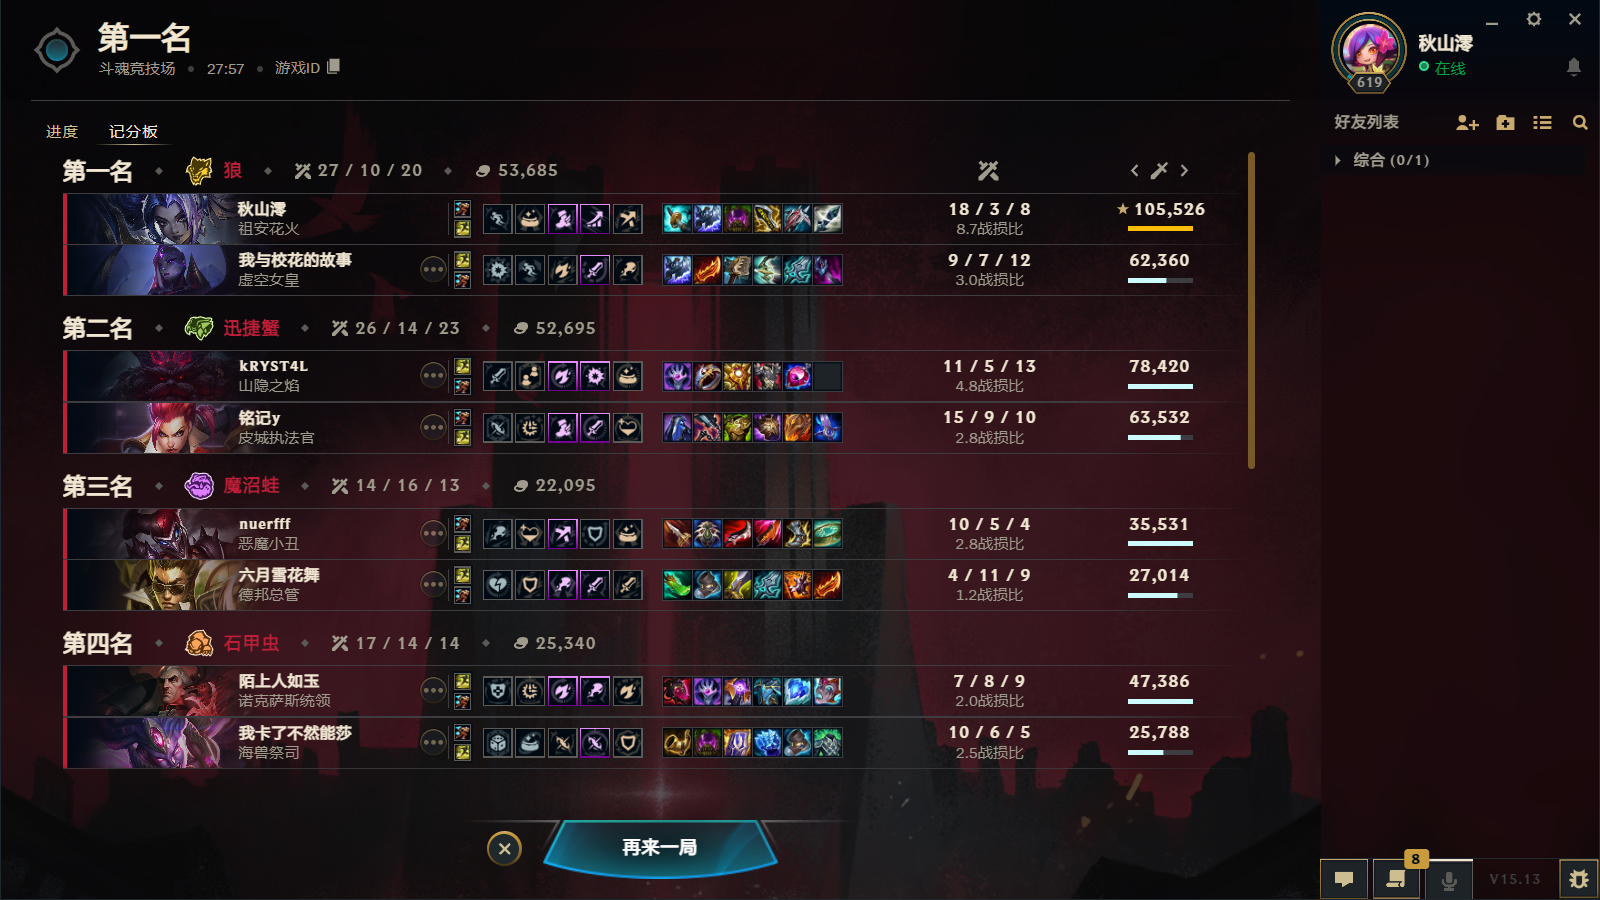 第一名
斗魂竞技场 • 27:57 • 游戏ID
秋山澪
在线
619
进度 记分板
好友列表
综合 (0/1)
第一名 狼 27 / 10 / 20 53,685
秋山澪 18 / 3 / 8 105,526
祖安花火 8.7战损比
我与校花的故事 9 / 7 / 12 62,360
虚空女皇 3.0战损比
第二名 迅捷蟹 26 / 14 / 23 52,695
kRYST4L 11 / 5 / 13 78,420
山隐之焰 4.8战损比
铭记y 15 / 9 / 10 63,532
皮城执法官 2.8战损比
第三名 魔沼蛙 14 / 16 / 13 22,095
nuerfff 10 / 5 / 4 35,531
恶魔小丑 2.8战损比
六月雪花舞 4 / 11 / 9 27,014
德邦总管 1.2战损比
第四名 石甲虫 17 / 14 / 14 25,340
陌上人如玉 7 / 8 / 9 47,386
诺克萨斯统领 2.0战损比
我卡了不然能莎 10 / 6 / 5 25,788
海兽祭司 2.5战损比
再来一局
8
V15.13